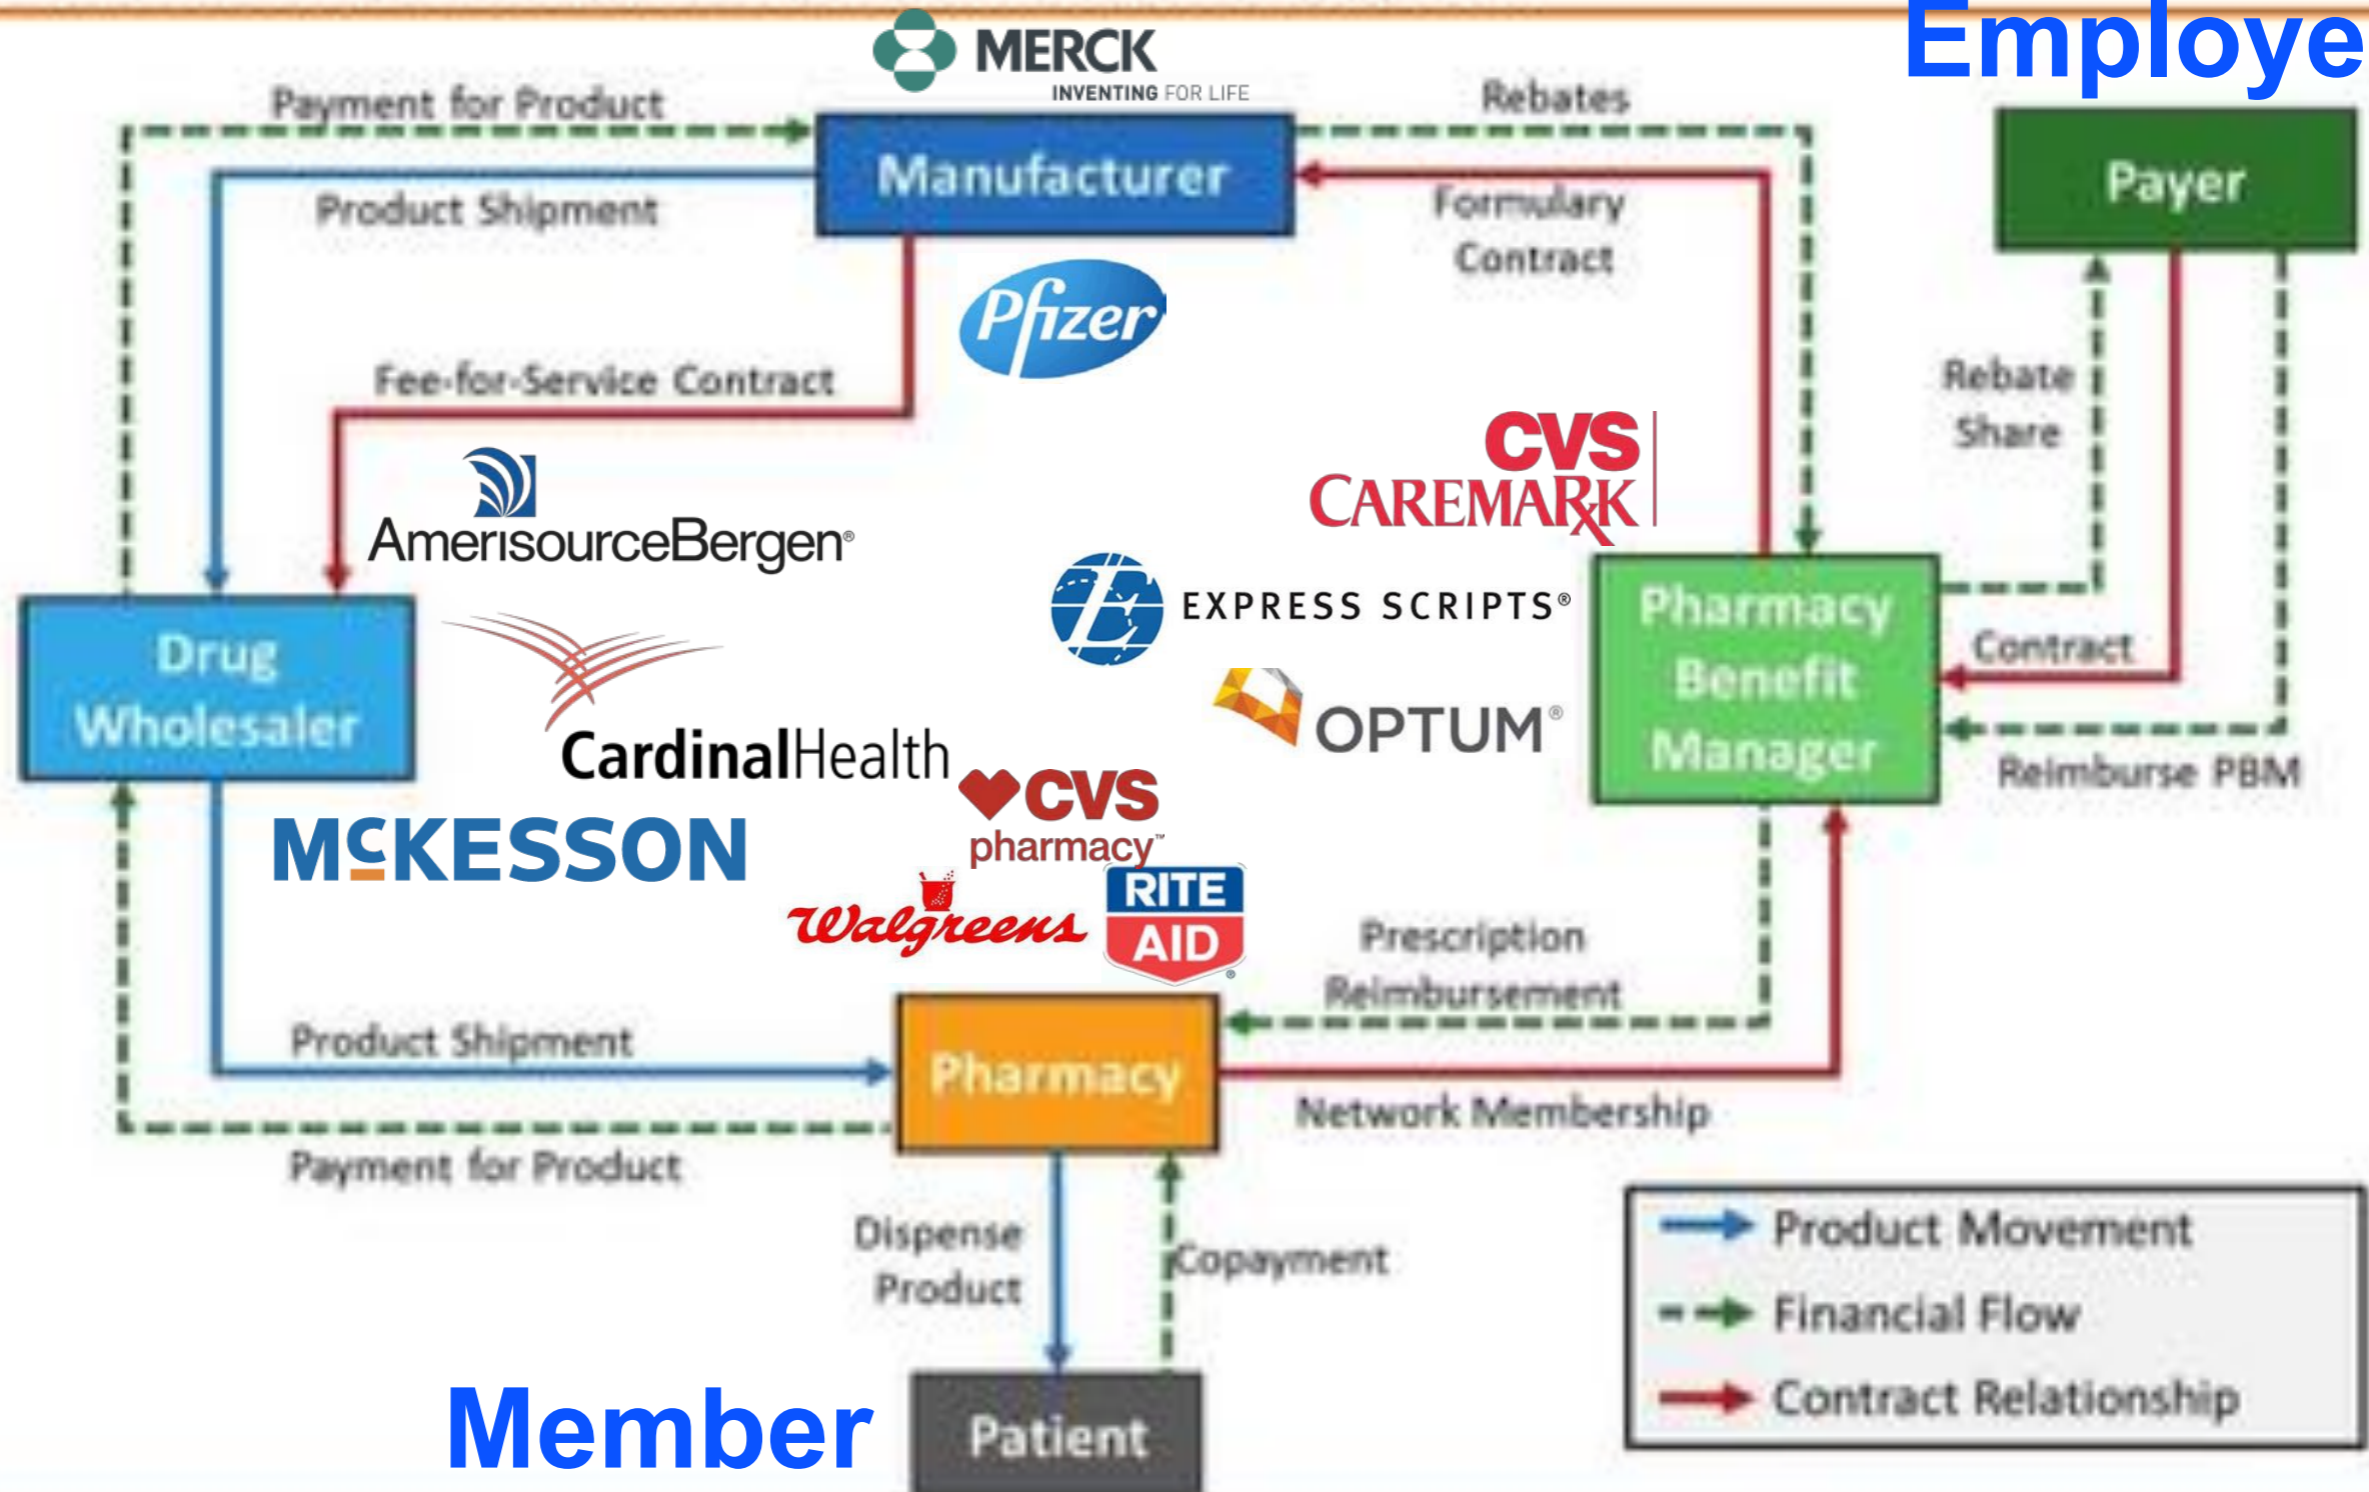 Employe
MERCK
INVENTING FOR LIFE
Payment for Product
Rebates
Manufacturer
Payer
Product Shipment
Formulary
Contract
Pfizer
Fee-for-Service Contract
Rebate
Share
CVS
CAREMARK
AmerisourceBergen®
EXPRESS SCRIPTS®
Pharmacy
Benefit
Manager
Drug
Wholesaler
Contract
OPTUM®
CardinalHealth
Reimburse PBM
CVS
pharmacy™
McKESSON
RITE
AID®
Walgreens
Prescription
Reimbursement
Product Shipment
Pharmacy
Network Membership
Payment for Product
Dispense
Product
Copayment
Product Movement
Financial Flow
Contract Relationship
Member
Patient